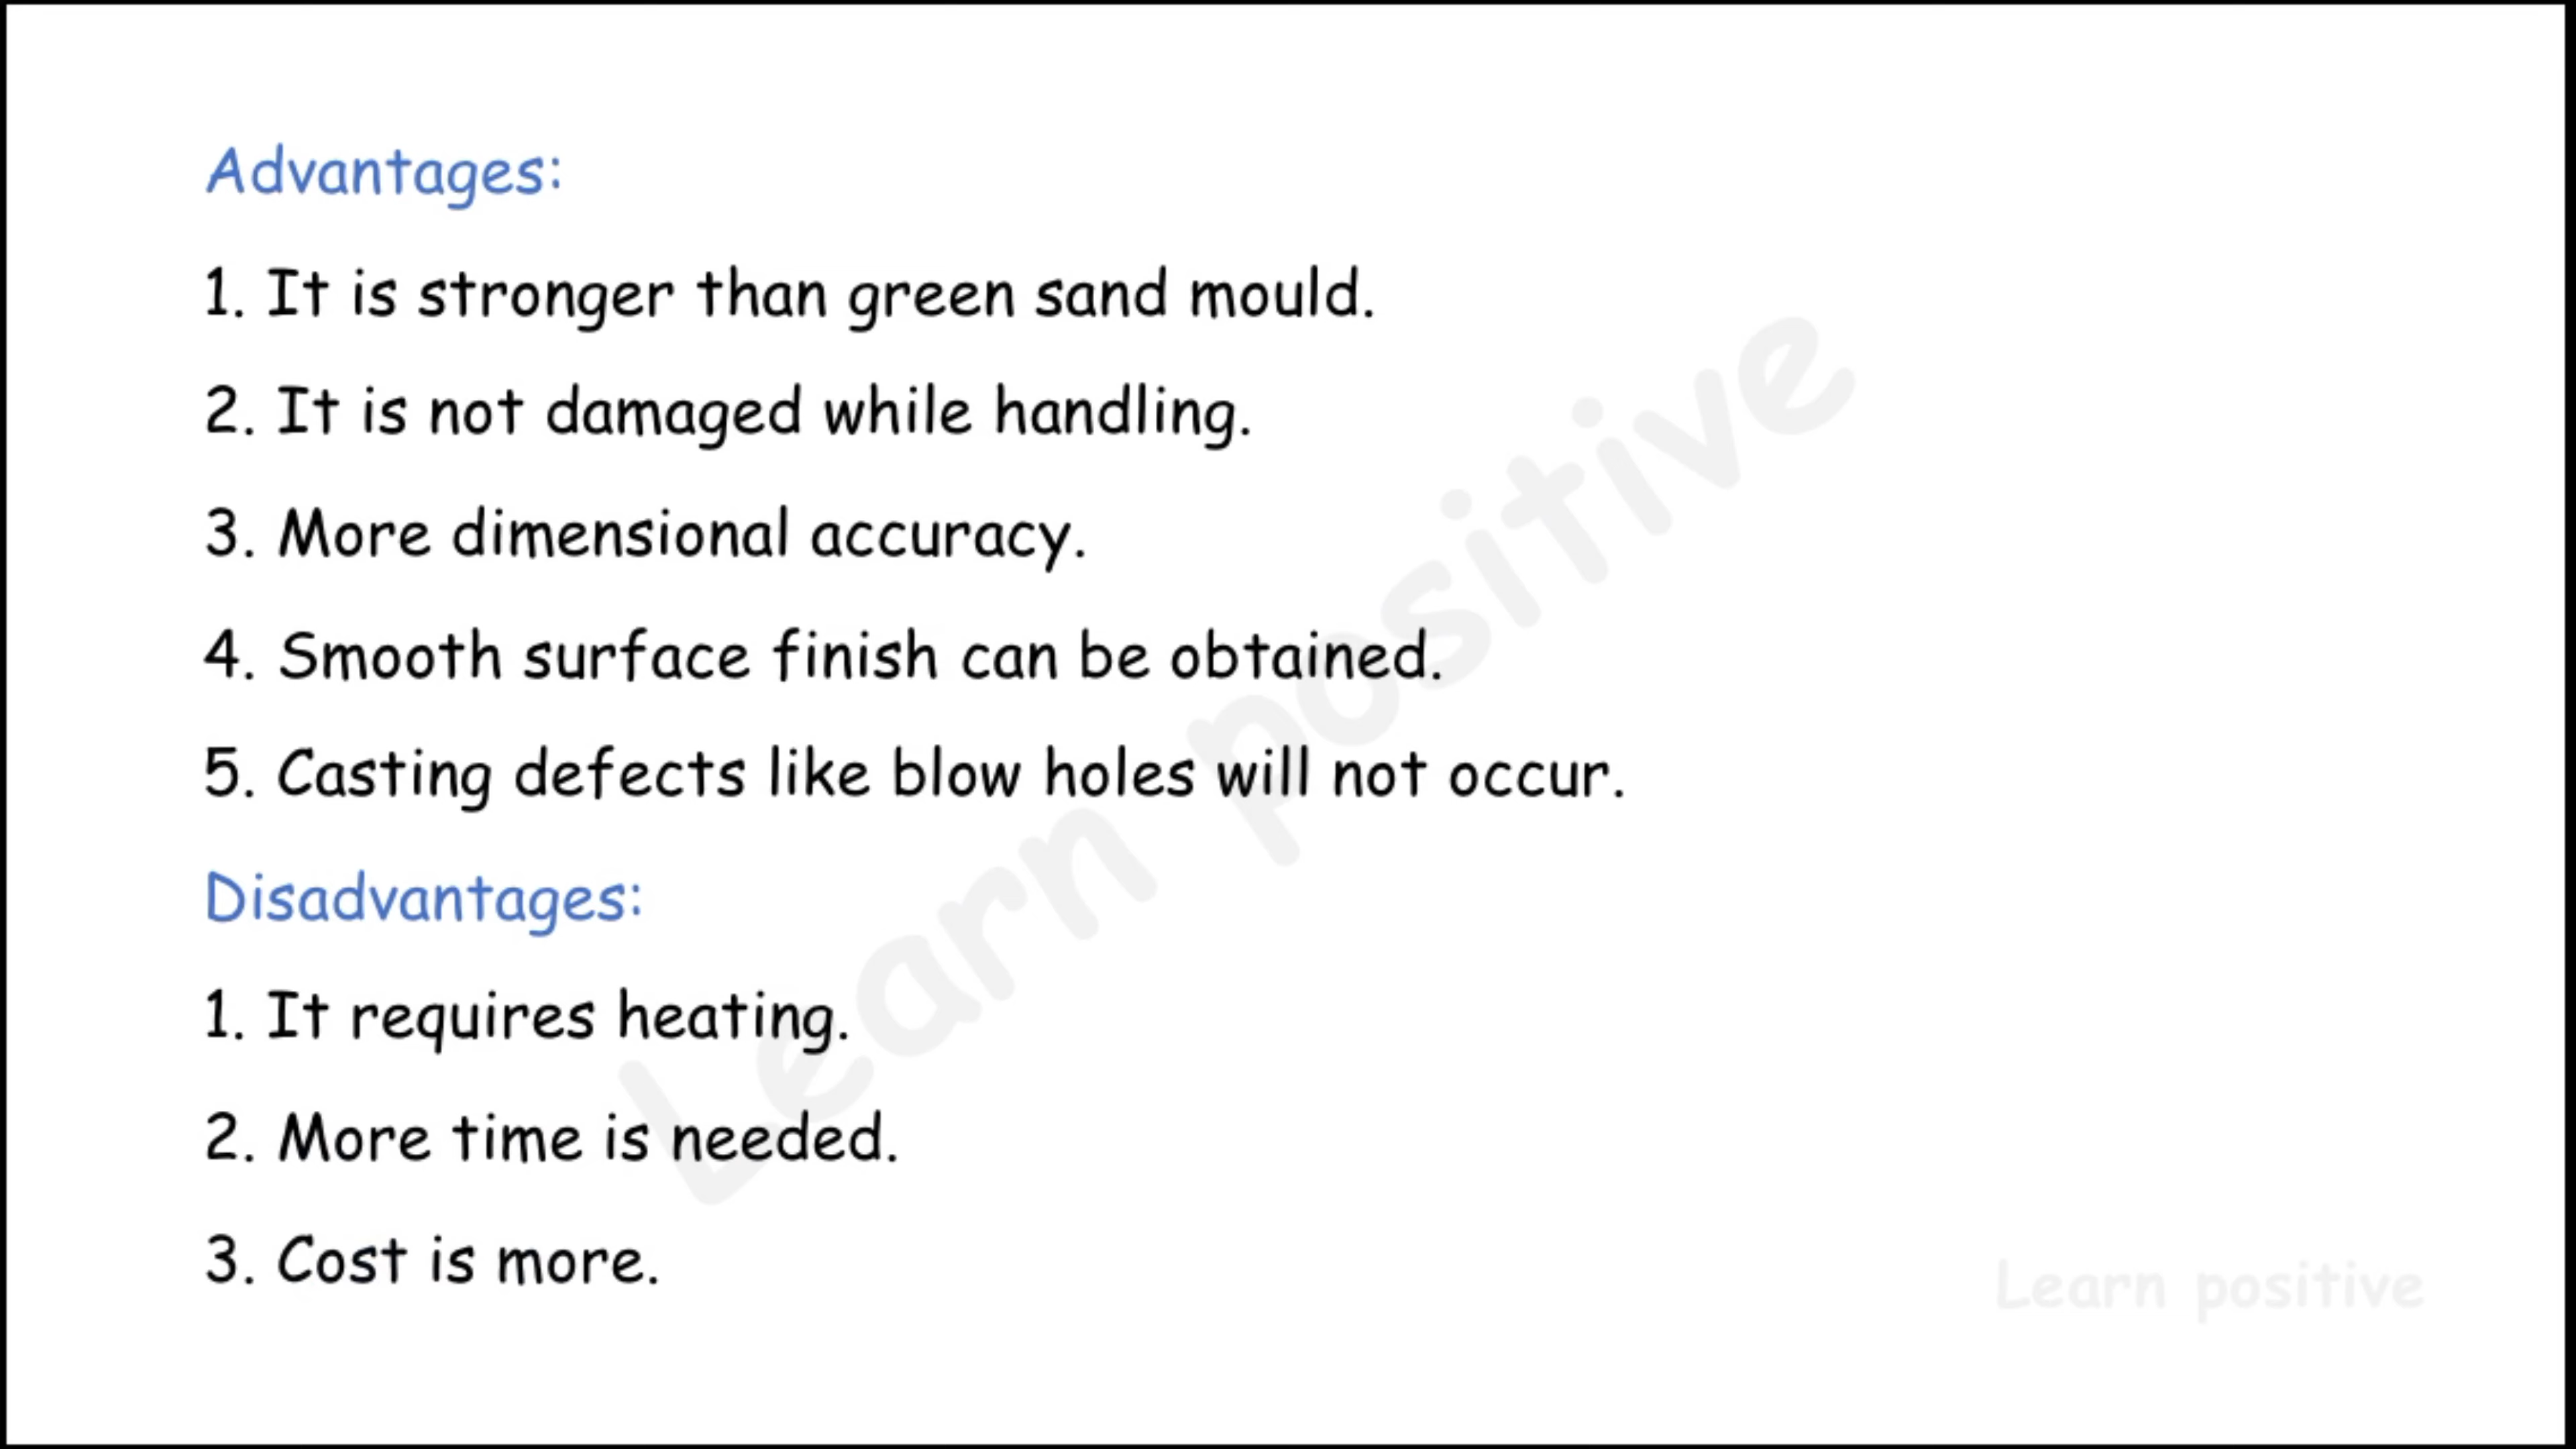 Advantages:
1. It is stronger than green sand mould.
2. It is not damaged while handling.
3. More dimensional accuracy.
4. Smooth surface finish can be obtained.
5. Casting defects like blow holes will not occur.
Disadvantages:
1. It requires heating.
2. More time is needed.
3. Cost is more.
Learn positive
Learn positive